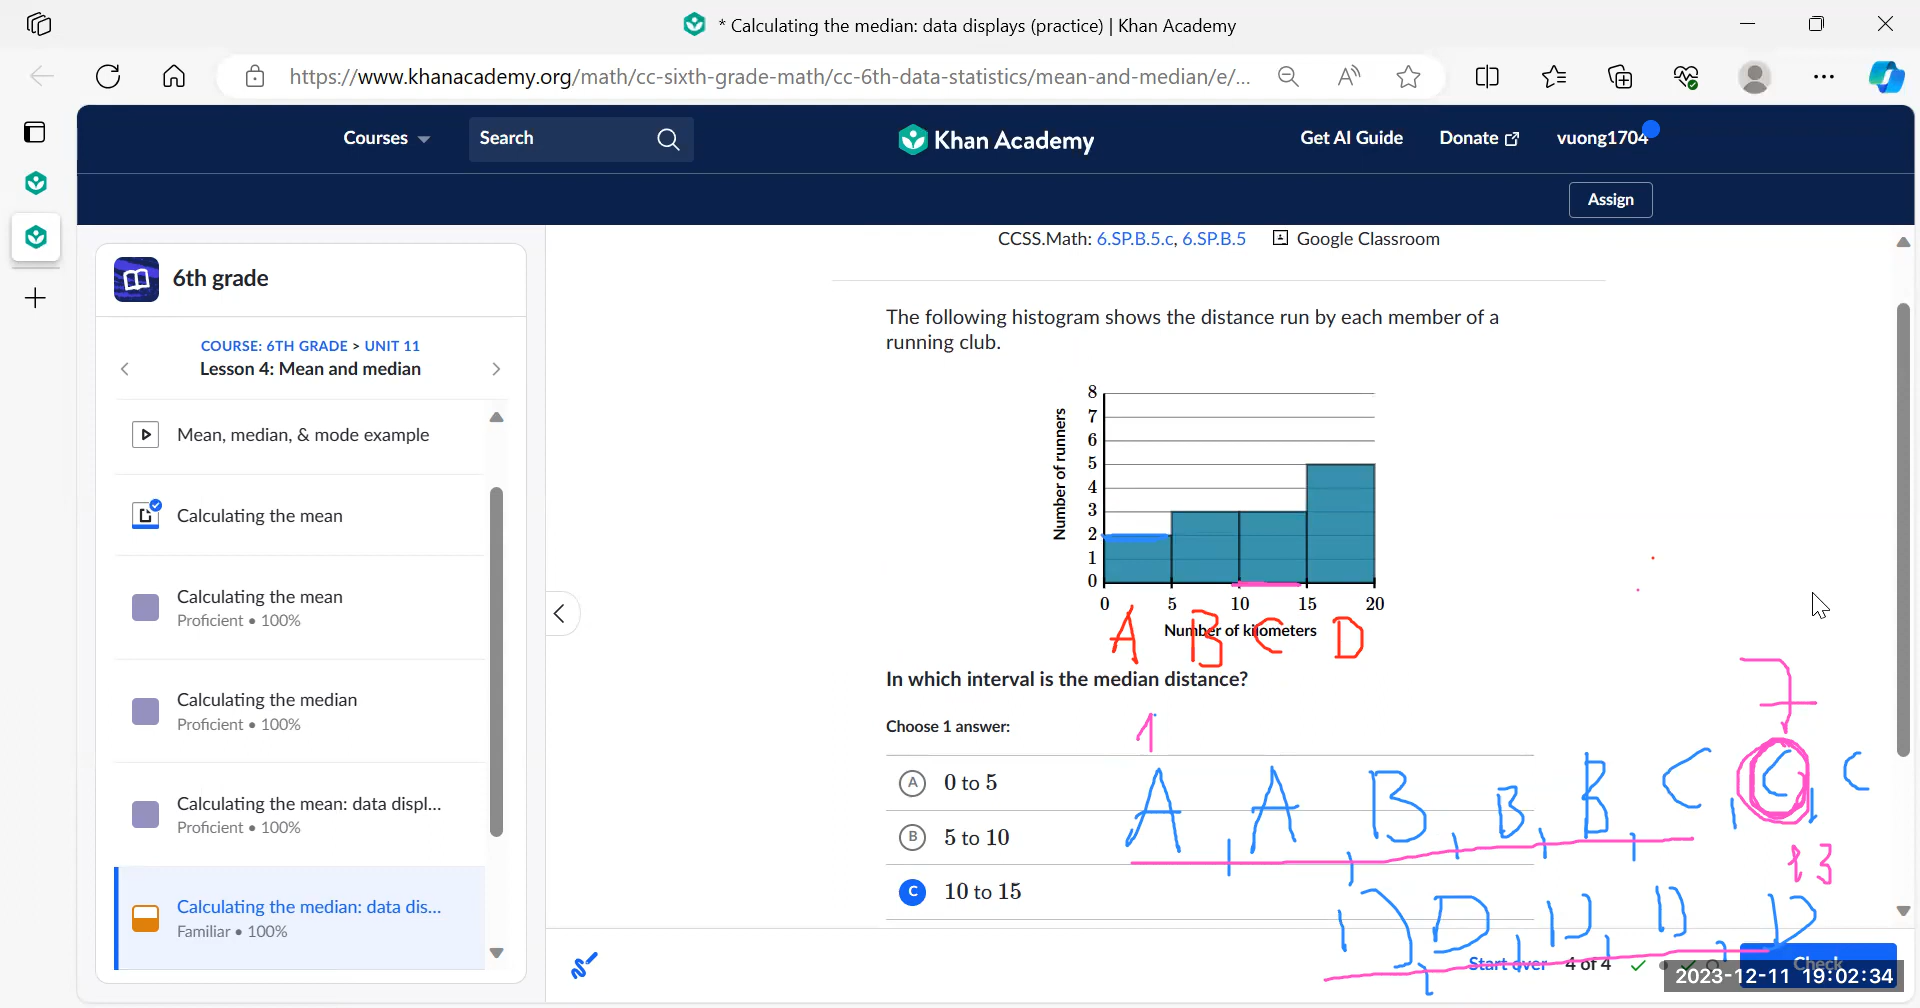 * Calculating the median: data displays (practice) | Khan Academy
https://www.khanacademy.org/math/cc-sixth-grade-math/cc-6th-data-statistics/mean-and-median/e/...
Courses
Search
Khan Academy
Get AI Guide
Donate
vuong1704
Assign
6th grade
COURSE: 6TH GRADE > UNIT 11
Lesson 4: Mean and median
Mean, median, & mode example
Calculating the mean
Calculating the mean
Proficient • 100%
Calculating the median
Proficient • 100%
Calculating the mean: data displ...
Proficient • 100%
Calculating the median: data dis...
Familiar • 100%
CCSS.Math: 6.SP.B.5.c, 6.SP.B.5
Google Classroom
The following histogram shows the distance run by each member of a
running club.
Number of runners
8
7
6
5
4
3
2
1
0
0 5 10 15 20
Number of kilometers
A B C D
In which interval is the median distance?
Choose 1 answer:
1
7
A 0 to 5
B 5 to 10
C 10 to 15
A, A, B, B, B, C, C, C
13
D, D, D, D, D
Start over
4 of 4
Check
2023-12-11 19:02:34